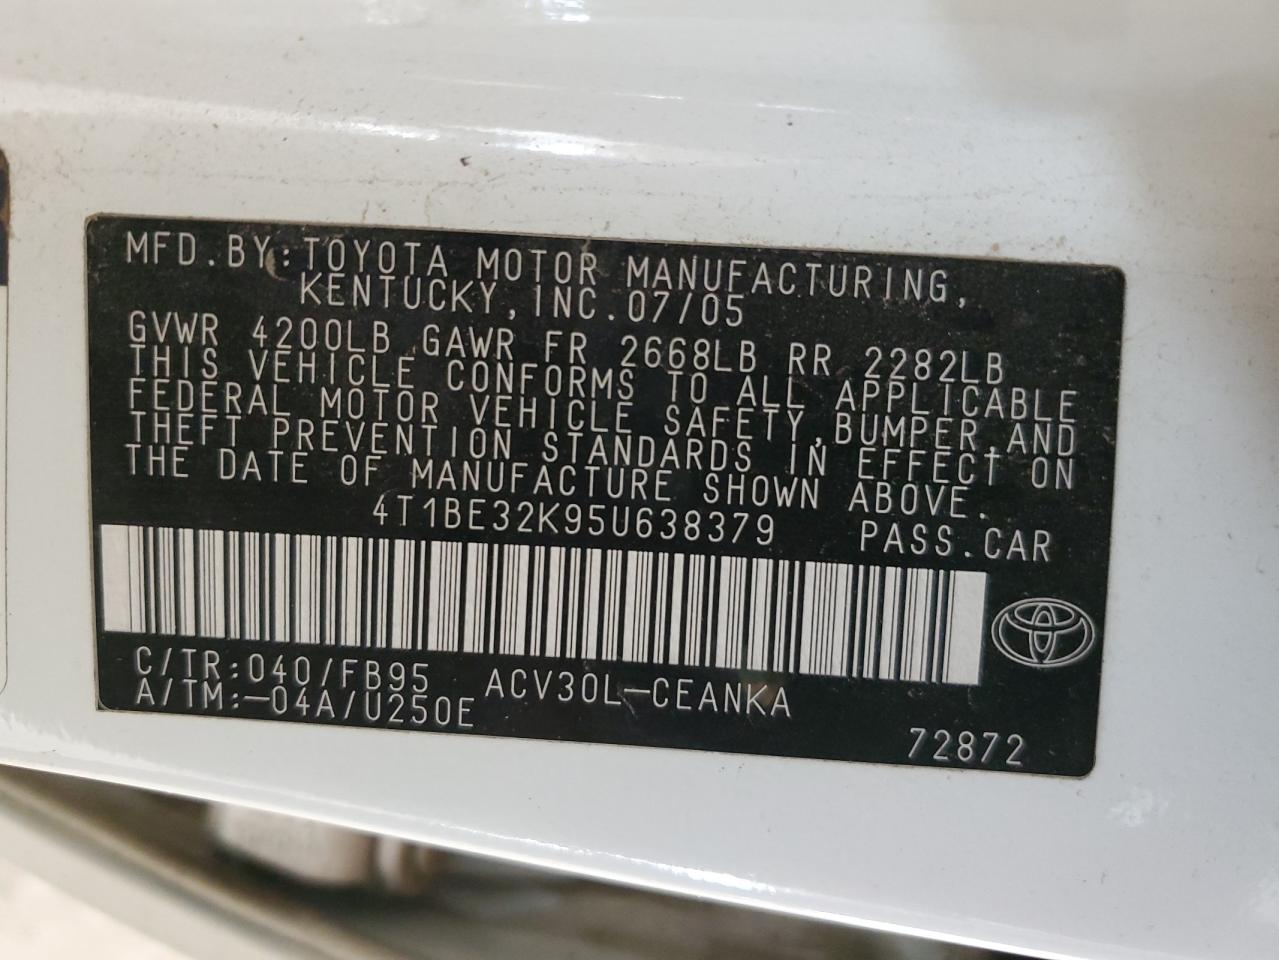 MFD.BY:TOYOTA MOTOR MANUFACTURING,
KENTUCKY,INC.07/05
GVWR 4200LB GAWR FR 2668LB RR 2282LB
THIS VEHICLE CONFORMS TO ALL APPLICABLE
FEDERAL MOTOR VEHICLE SAFETY,BUMPER,AND
THEFT PREVENTION STANDARDS IN EFFECT ON
THE DATE OF MANUFACTURE SHOWN ABOVE.
4T1BE32K95U638379 PASS.CAR
C/TR:040/FB95 ACV30L-CEANKA
A/TM:-04A/U250E
72872